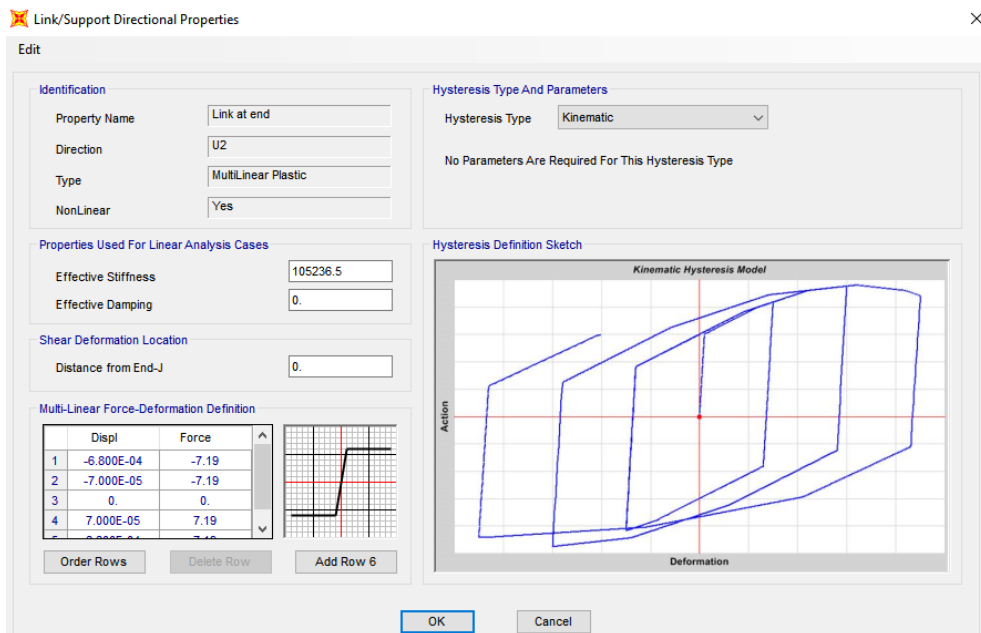 Link/Support Directional Properties
Edit
Identification
Property Name Link at end
Direction U2
Type MultiLinear Plastic
NonLinear Yes
Hysteresis Type And Parameters
Hysteresis Type Kinematic
No Parameters Are Required For This Hysteresis Type
Properties Used For Linear Analysis Cases
Effective Stiffness 105236.5
Effective Damping 0.
Shear Deformation Location
Distance from End-J 0.
Multi-Linear Force-Deformation Definition
Displ Force
1 -6.800E-04 -7.19
2 -7.000E-05 -7.19
3 0. 0.
4 7.000E-05 7.19
Order Rows Delete Row Add Row 6
Hysteresis Definition Sketch
Kinematic Hysteresis Model
Action
Deformation
OK Cancel